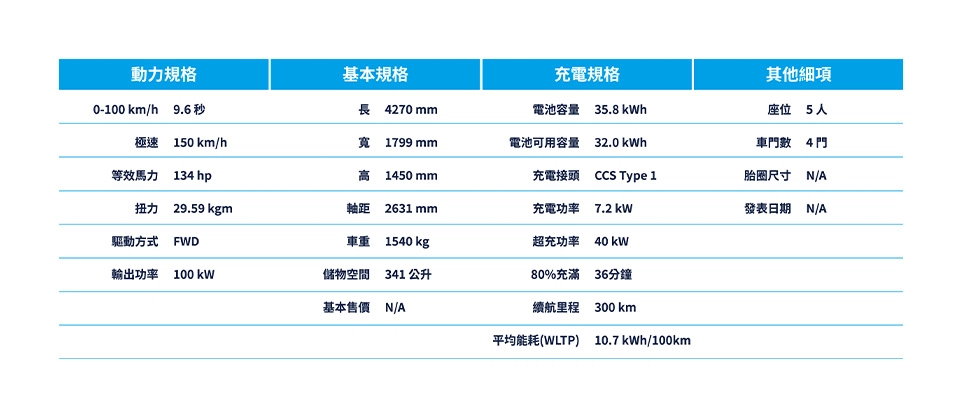 動力規格 基本規格 充電規格 其他細項
0-100 km/h 9.6 秒 長 4270 mm 電池容量 35.8 kWh 座位 5 人
極速 150 km/h 寬 1799 mm 電池可用容量 32.0 kWh 車門數 4 門
等效馬力 134 hp 高 1450 mm 充電接頭 CCS Type 1 胎圈尺寸 N/A
扭力 29.59 kgm 軸距 2631 mm 充電功率 7.2 kW 發表日期 N/A
驅動方式 FWD 車重 1540 kg 超充功率 40 kW
輸出功率 100 kW 儲物空間 341 公升 80%充滿 36分鐘
基本售價 N/A 續航里程 300 km
平均能耗(WLTP) 10.7 kWh/100km